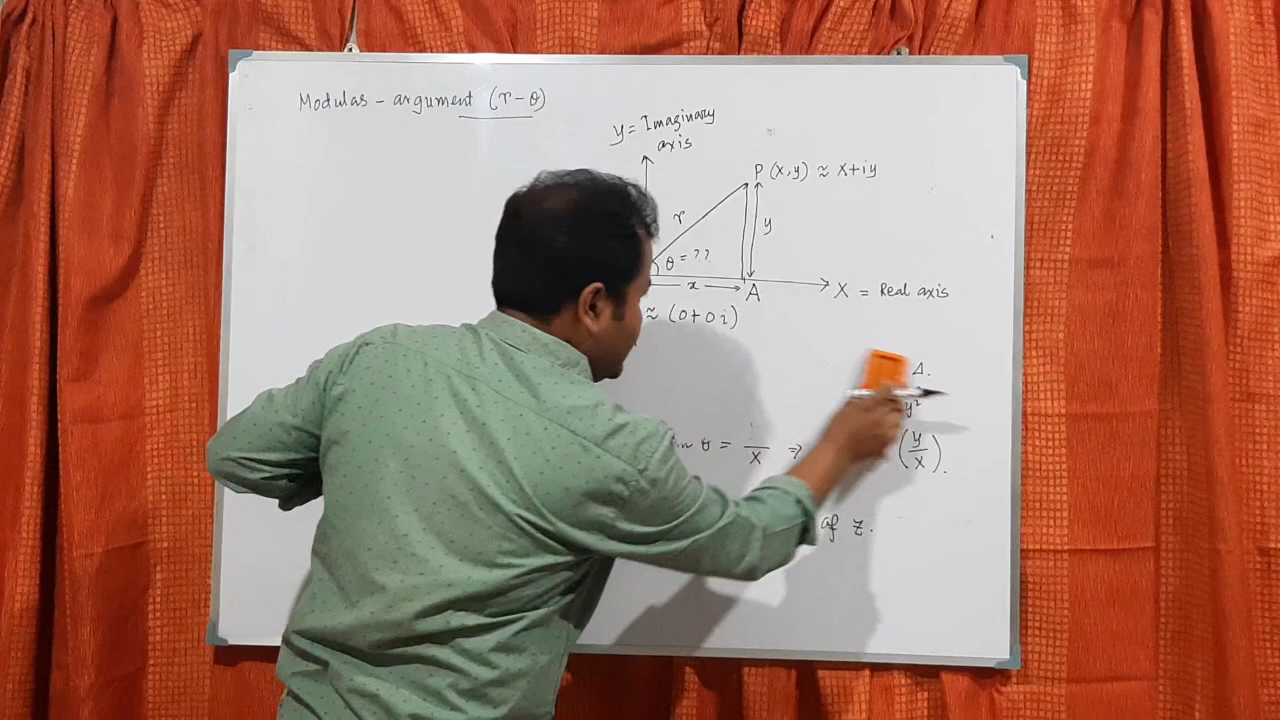 Modulas - argument (r-θ)
y = Imaginary
axis
P (x,y) ≈ x+iy
r
y
θ = ??
x
A
X = Real axis
≈ (0+0i)
Δ.
y²
θ = — x ⇒ (y/x).
of z.